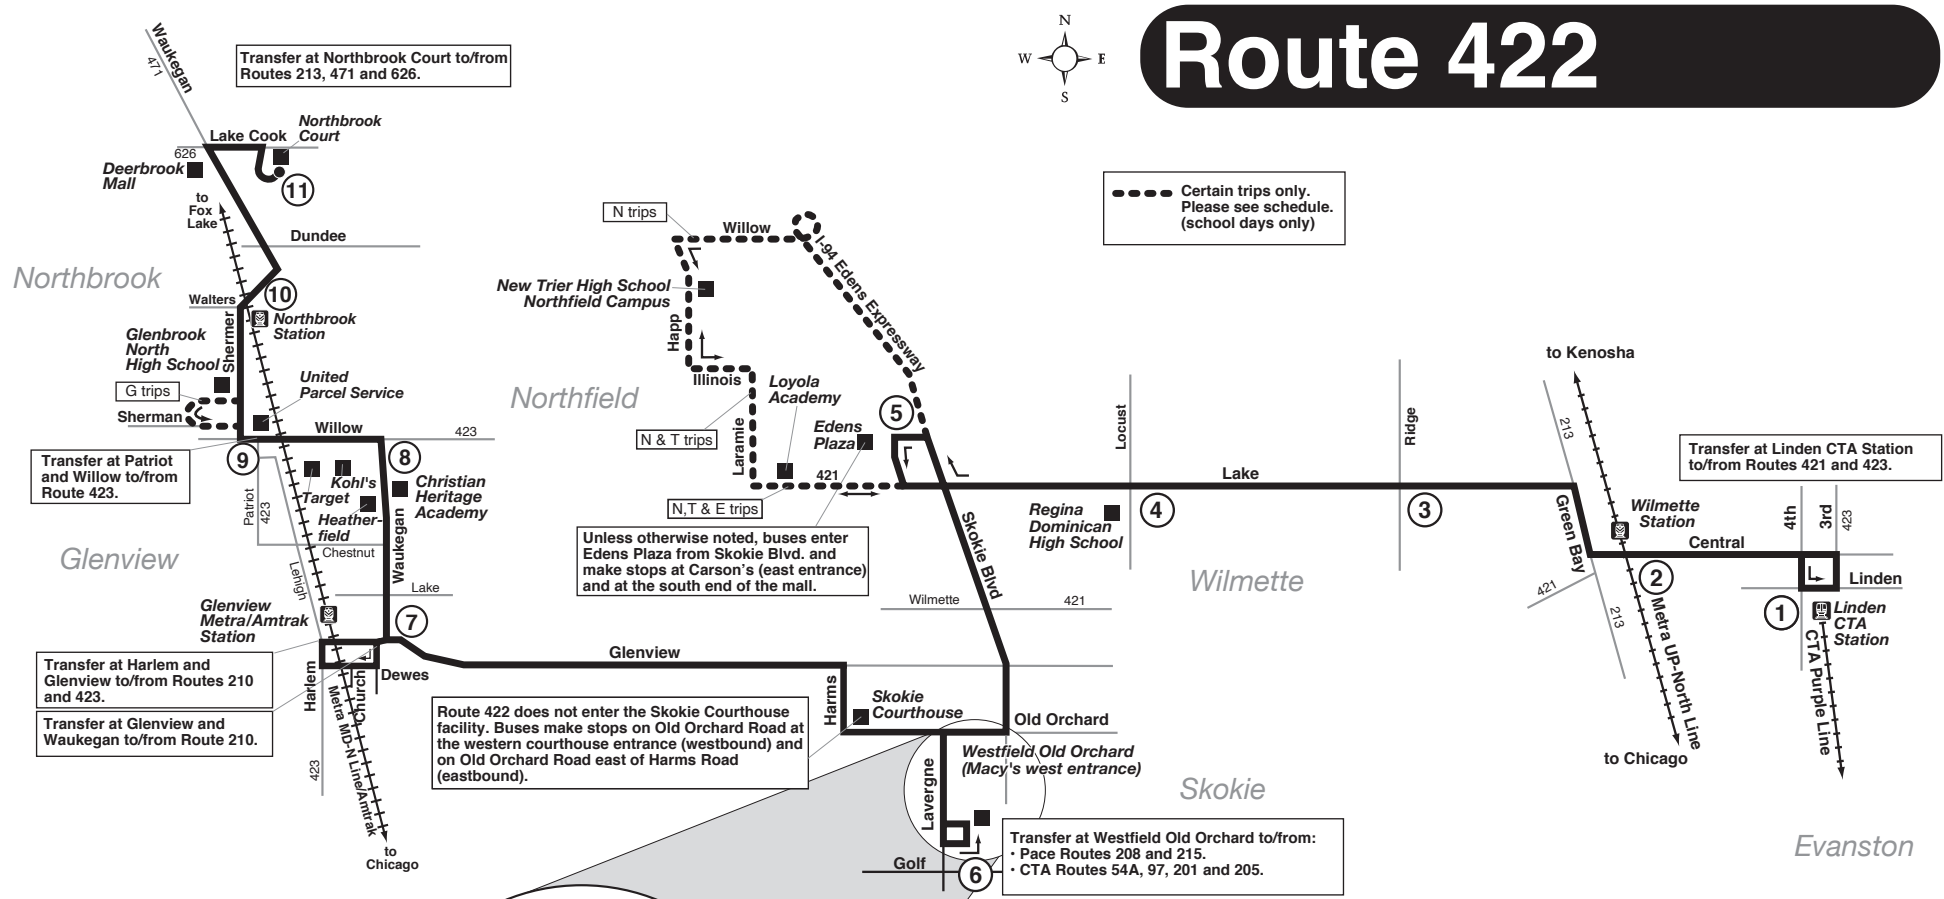 Route 422
N
W
E
S
Waukegan
471
Transfer at Northbrook Court to/from
Routes 213, 471 and 626.
Lake Cook
Northbrook
Court
626
Deerbrook
Mall
11
to
Fox
Lake
Dundee
Northbrook
Walters
10
Northbrook
Station
Shermer
Glenbrook
North
High School
G trips
Sherman
United
Parcel Service
Willow
423
9
8
Transfer at Patriot
and Willow to/from
Route 423.
Patriot
423
Kohl's
Target
Heather-
field
Christian
Heritage
Academy
Chestnut
Waukegan
Glenview
Lehigh
Lake
Glenview
Metra/Amtrak
Station
7
Transfer at Harlem and
Glenview to/from Routes 210
and 423.
Transfer at Glenview and
Waukegan to/from Route 210.
Harlem
Church
Dewes
423
Metra MD-N Line/Amtrak
to
Chicago
Glenview
Route 422 does not enter the Skokie Courthouse
facility. Buses make stops on Old Orchard Road at
the western courthouse entrance (westbound) and
on Old Orchard Road east of Harms Road
(eastbound).
Harms
Skokie
Courthouse
Old Orchard
Westfield Old Orchard
(Macy's west entrance)
Lavergne
Golf
6
Transfer at Westfield Old Orchard to/from:
• Pace Routes 208 and 215.
• CTA Routes 54A, 97, 201 and 205.
Skokie
Evanston
N trips
Willow
I-94 Edens Expressway
New Trier High School
Northfield Campus
Happ
Illinois
Northfield
Loyola
Academy
N & T trips
Laramie
Edens
Plaza
5
421
N,T & E trips
Unless otherwise noted, buses enter
Edens Plaza from Skokie Blvd. and
make stops at Carson's (east entrance)
and at the south end of the mall.
Skokie Blvd
Wilmette
421
Certain trips only.
Please see schedule.
(school days only)
Locust
Ridge
Lake
Regina
Dominican
High School
4
3
Wilmette
to Kenosha
213
Green Bay
421
213
Wilmette
Station
Central
2
Metra UP-North Line
to Chicago
Transfer at Linden CTA Station
to/from Routes 421 and 423.
4th
3rd
423
Linden
1
Linden
CTA
Station
CTA Purple Line